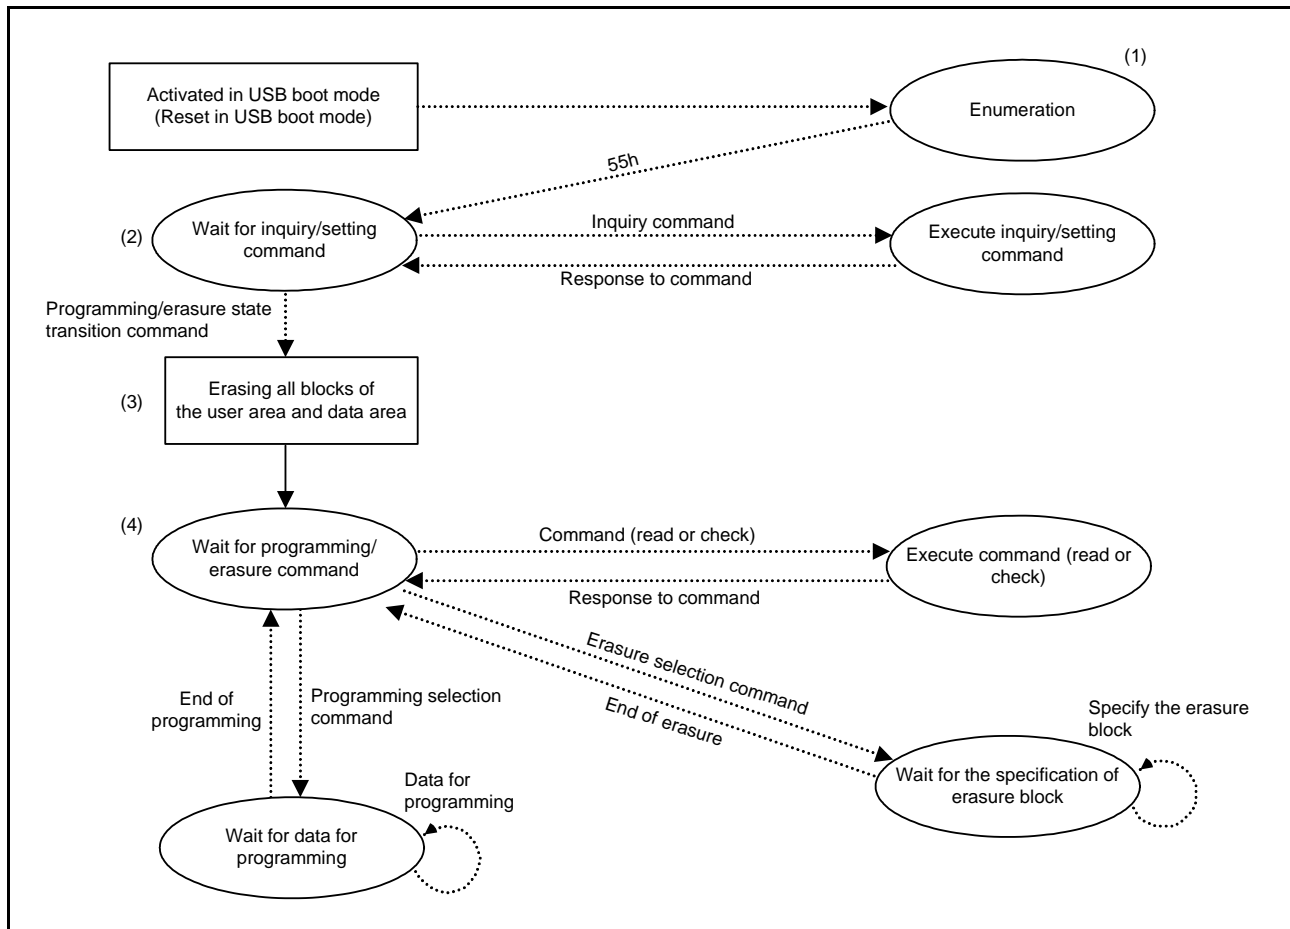 (1)
Activated in USB boot mode
(Reset in USB boot mode)
Enumeration
55h
(2)
Wait for inquiry/setting
command
Inquiry command
Response to command
Execute inquiry/setting
command
Programming/erasure state
transition command
(3)
Erasing all blocks of
the user area and data area
(4)
Wait for programming/
erasure command
Command (read or check)
Response to command
Execute command (read or
check)
Erasure selection command
End of erasure
End of
programming
Programming selection
command
Specify the erasure
block
Wait for the specification of
erasure block
Data for
programming
Wait for data for
programming